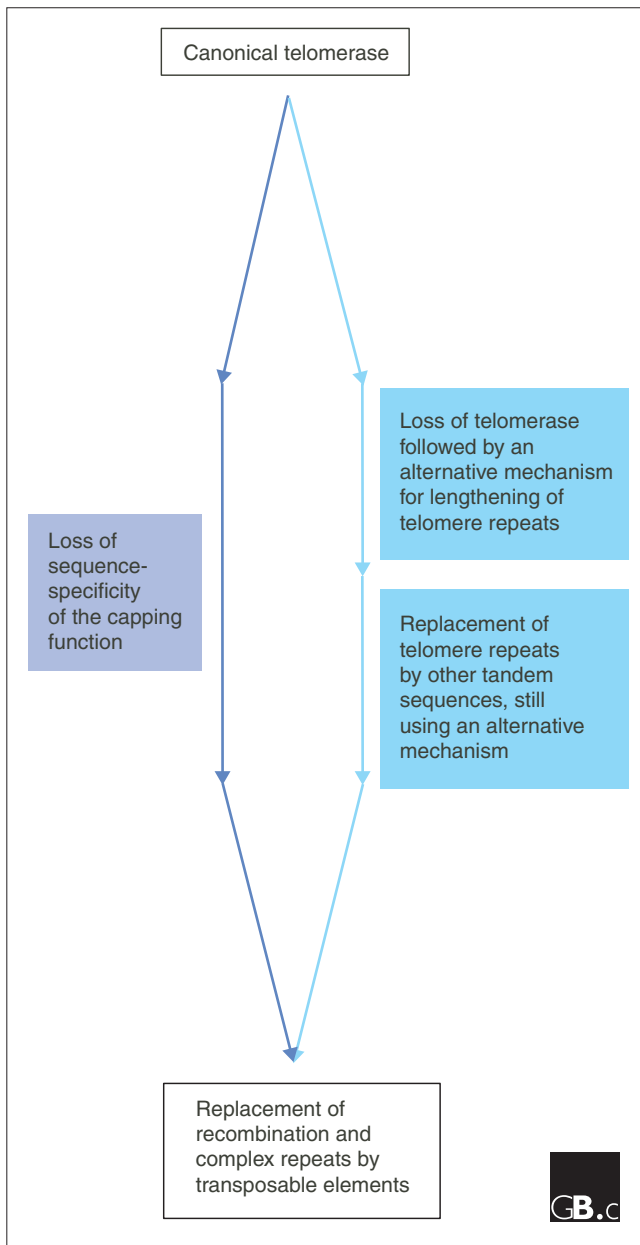 Canonical telomerase
Loss of telomerase
followed by an
alternative mechanism
for lengthening of
telomere repeats
Loss of
sequence-
specificity
of the capping
function
Replacement of
telomere repeats
by other tandem
sequences, still
using an alternative
mechanism
Replacement of
recombination and
complex repeats by
transposable elements
GB.c